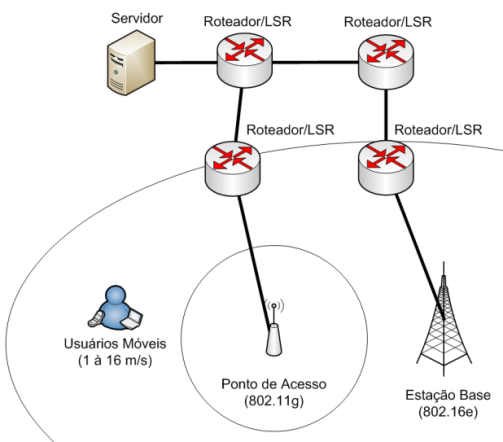 Servidor
Roteador/LSR
Roteador/LSR
Roteador/LSR
Roteador/LSR
Usuários Móveis
(1 à 16 m/s)
Ponto de Acesso
(802.11g)
Estação Base
(802.16e)